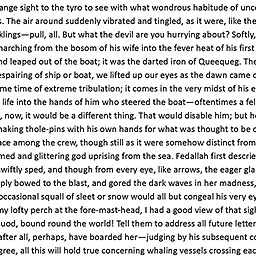 ange sight to the tyro to see with what wondrous habitude of unco
s. The air around suddenly vibrated and tingled, as it were, like the
klings—pull, all. But what the devil are you hurrying about? Softly,
narching from the bosom of his wife into the fever heat of his first
nd leaped out of the boat; it was the darted iron of Queequeg. The
espairing of ship or boat, we lifted up our eyes as the dawn came o
me time of extreme tribulation; it comes in the very midst of his e
life into the hands of him who steered the boat—oftentimes a fel
, now, it would be a different thing. That would disable him; but he
naking thole-pins with his own hands for what was thought to be o
ace among the crew, though still as it were somehow distinct from
med and glittering god uprising from the sea. Fedallah first descrie
swiftly sped, and though from every eye, like arrows, the eager gla
ply bowed to the blast, and gored the dark waves in her madness,
occasional squall of sleet or snow would all but congeal his very ey
my lofty perch at the fore-mast-head, I had a good view of that sigh
uod, bound round the world! Tell them to address all future letter
after all, perhaps, have boarded her—judging by his subsequent co
gree, all this will hold true concerning whaling vessels crossing eac